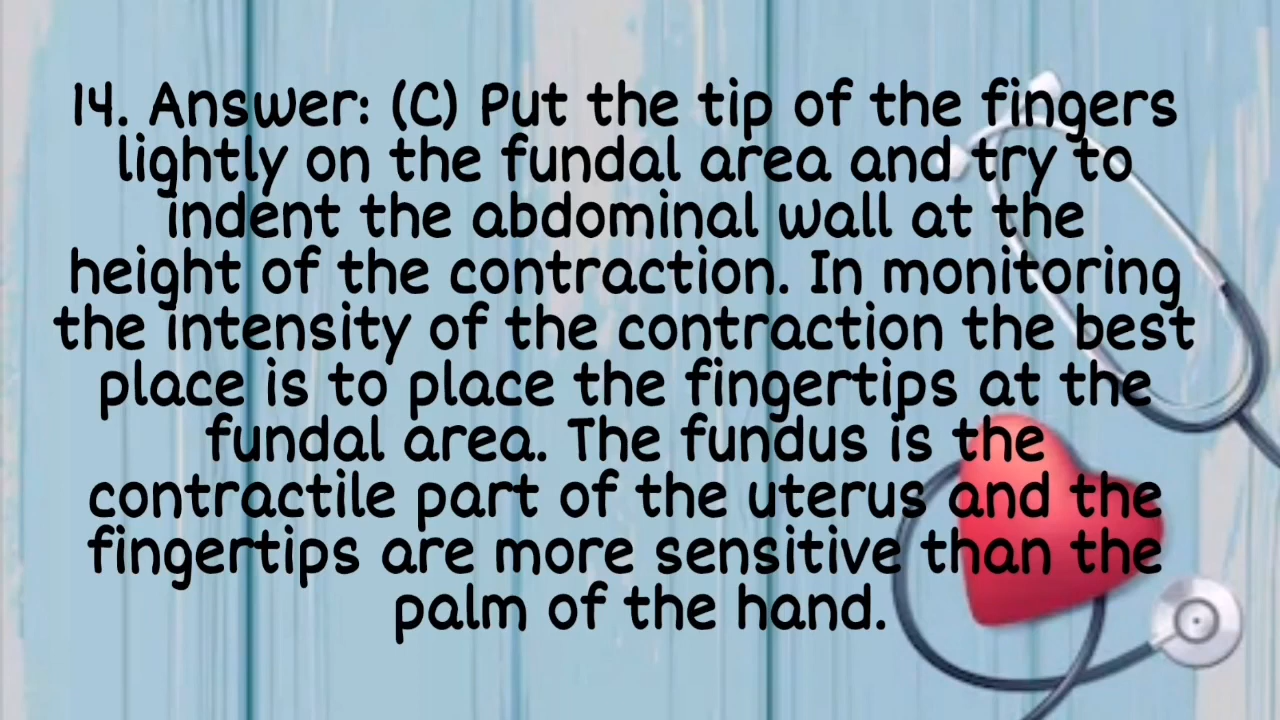 14. Answer: (C) Put the tip of the fingers
lightly on the fundal area and try to
indent the abdominal wall at the
height of the contraction. In monitoring
the intensity of the contraction the best
place is to place the fingertips at the
fundal area. The fundus is the
contractile part of the uterus and the
fingertips are more sensitive than the
palm of the hand.